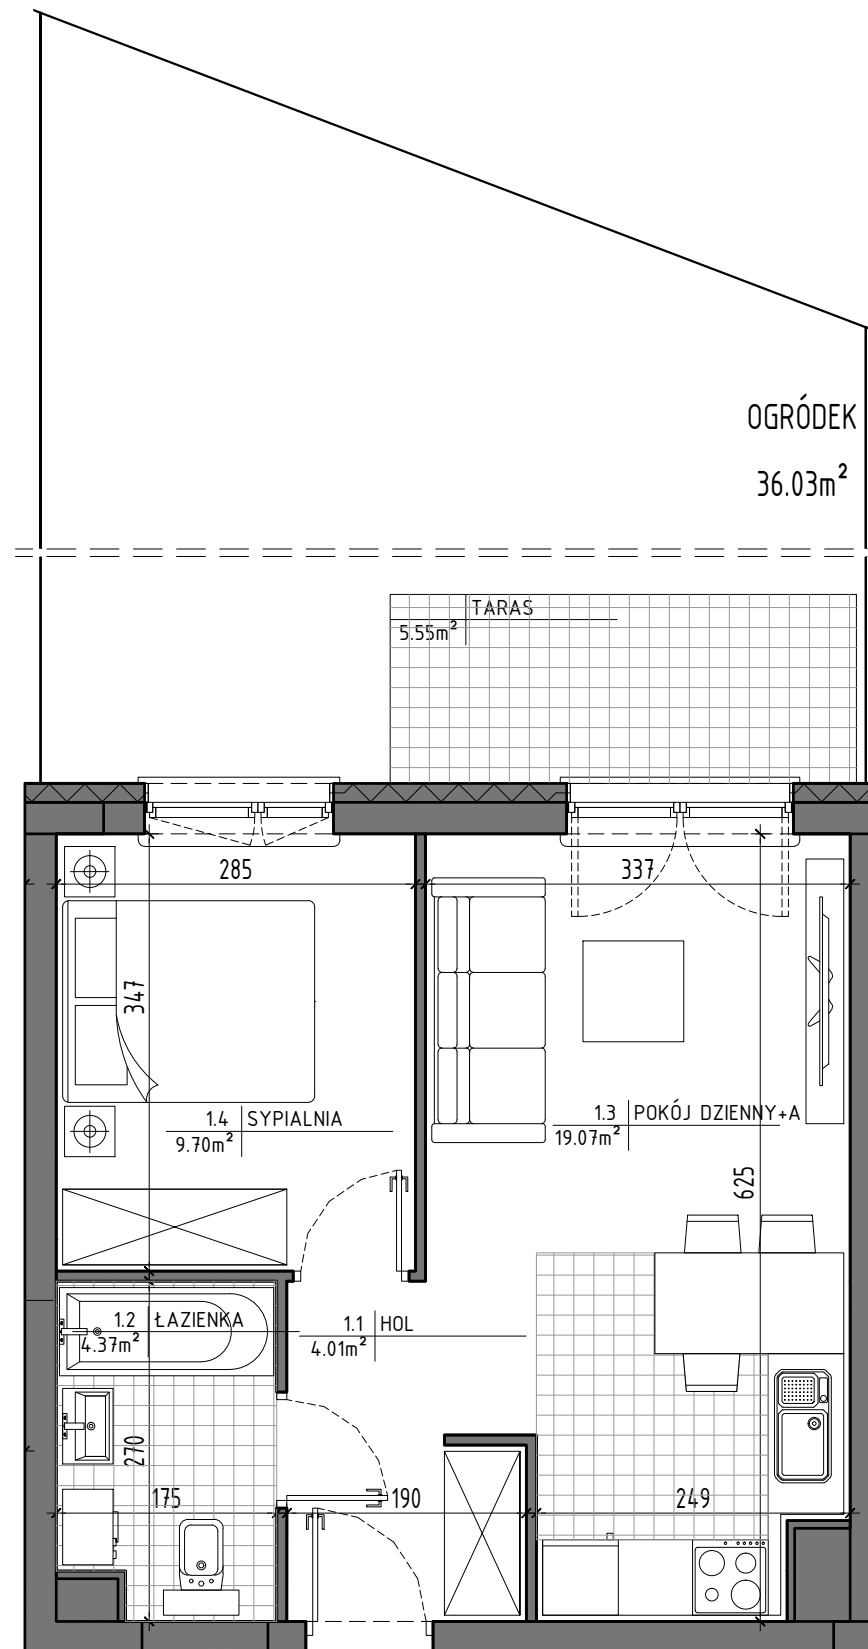 OGRÓDEK
36.03m²
TARAS
5.55m²
285
337
347
1.4 SYPIALNIA
9.70m²
1.3 POKÓJ DZIENNY+A
19.07m²
625
1.2 ŁAZIENKA
4.37m²
1.1 HOL
4.01m²
270
175
190
249